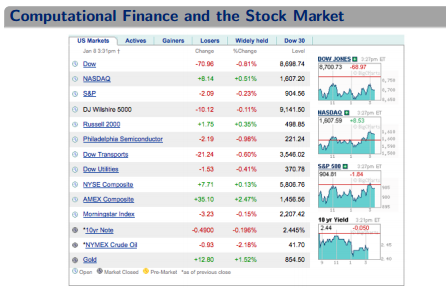 Computational Finance and the Stock Market
US Markets Actives Gainers Losers Widely held Dow 30
Jan 8 3:37pm † Change %Change Level
Dow -70.96 -0.81% 8,698.74
NASDAQ +8.14 +0.51% 1,607.20
S&P -2.09 -0.23% 904.56
DJ Wilshire 5000 -10.12 -0.11% 9,141.50
Russell 2000 +1.75 +0.35% 498.85
Philadelphia Semiconductor -2.19 -0.98% 221.24
Dow Transports -21.24 -0.60% 3,546.02
Dow Utilities -1.53 -0.41% 370.78
NYSE Composite +7.71 +0.13% 5,808.76
AMEX Composite +35.10 +2.47% 1,456.56
Morningstar Index -3.23 -0.15% 2,207.42
*10yr Note -0.4900 -0.196% 2.445%
*NYMEX Crude Oil -0.93 -2.18% 41.70
Gold +12.80 +1.52% 854.50
Open Market Closed Pre-Market *as of previous close
DOW JONES 3:37pm ET
8,700.73 -68.97
NASDAQ 3:37pm ET
1,607.59 +8.53
S&P 500 3:37pm ET
904.81 -1.84
10 yr Yield
2.44 -0.050